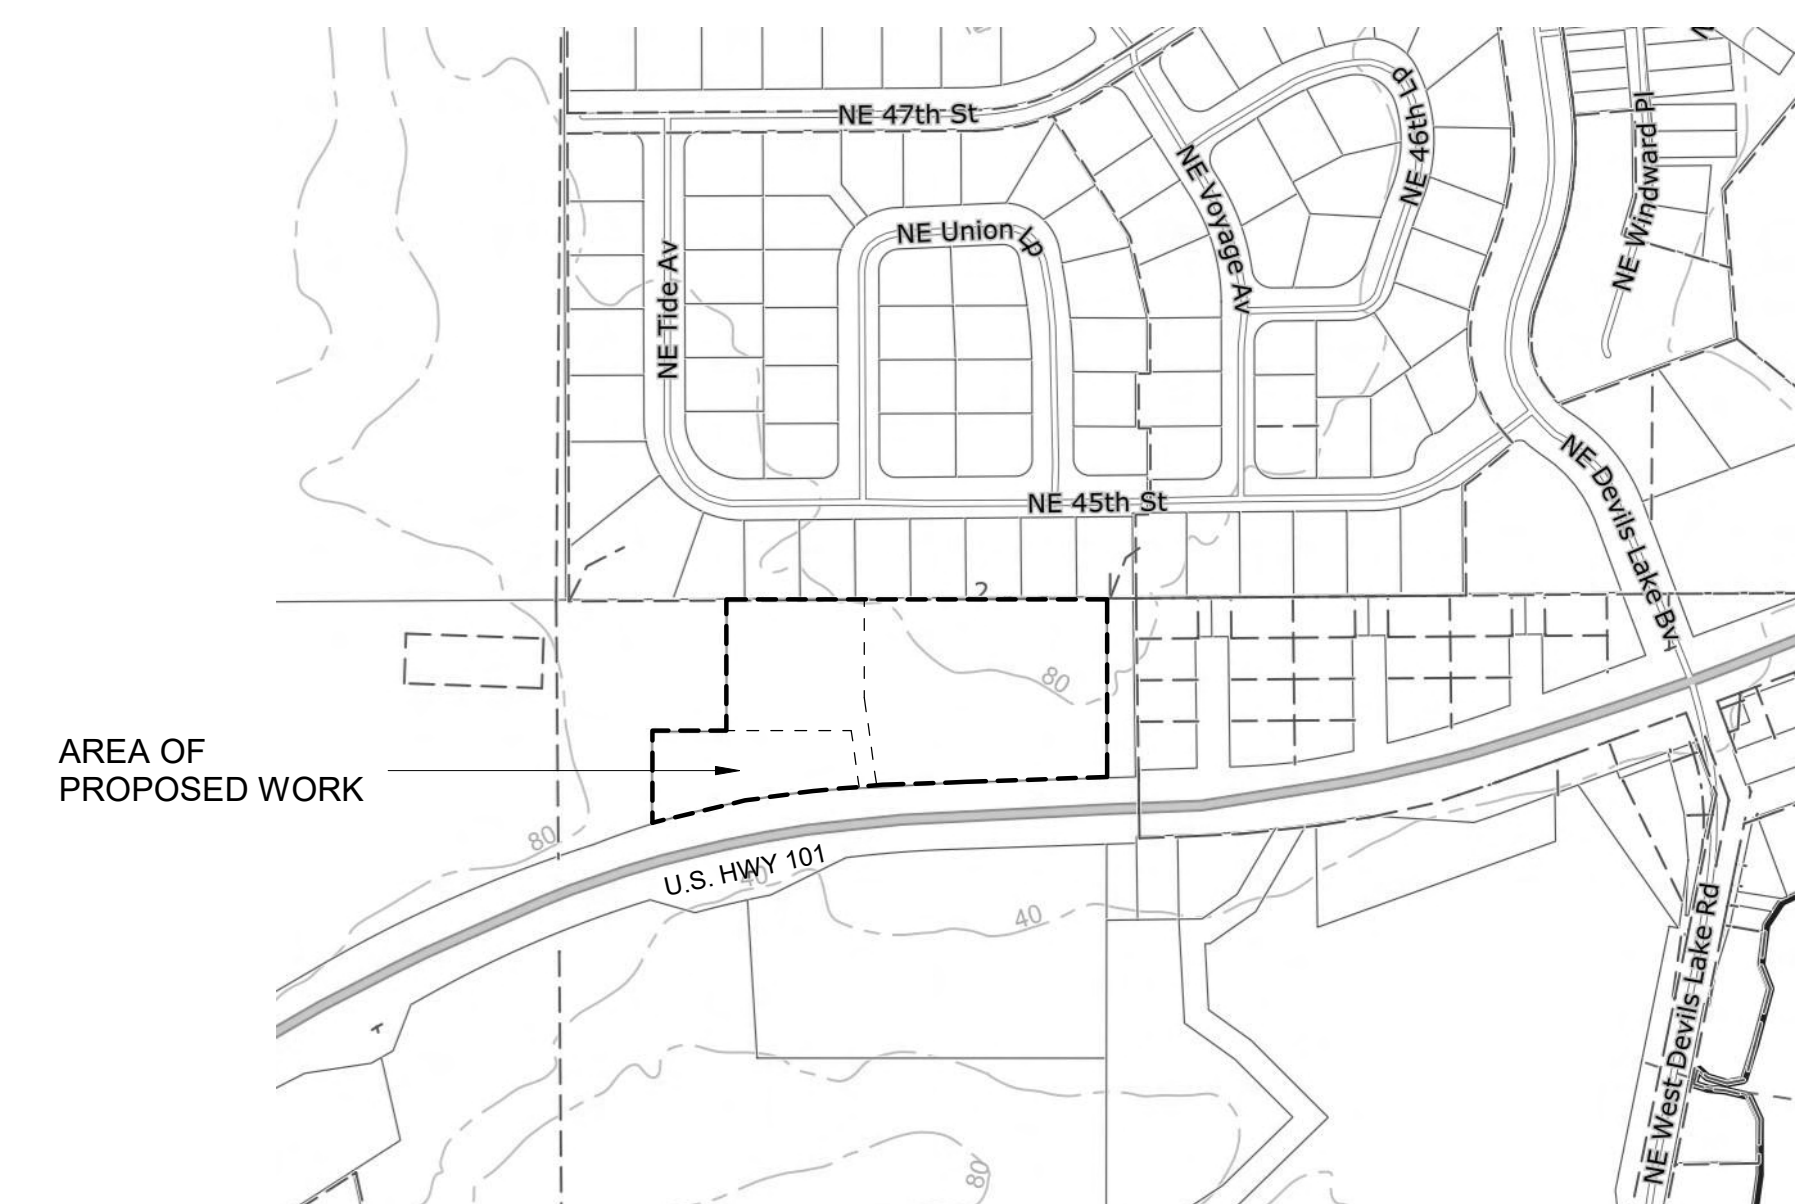 NE 47th St
NE 46th Lp
NE Windward Pl
NE Voyage Av
NE Union Lp
NE Tide Av
NE 45th St
NE Devils Lake Bv
2
80
AREA OF
PROPOSED WORK
80
U.S. HWY 101
40
40
NE West Devils Lake Rd
80